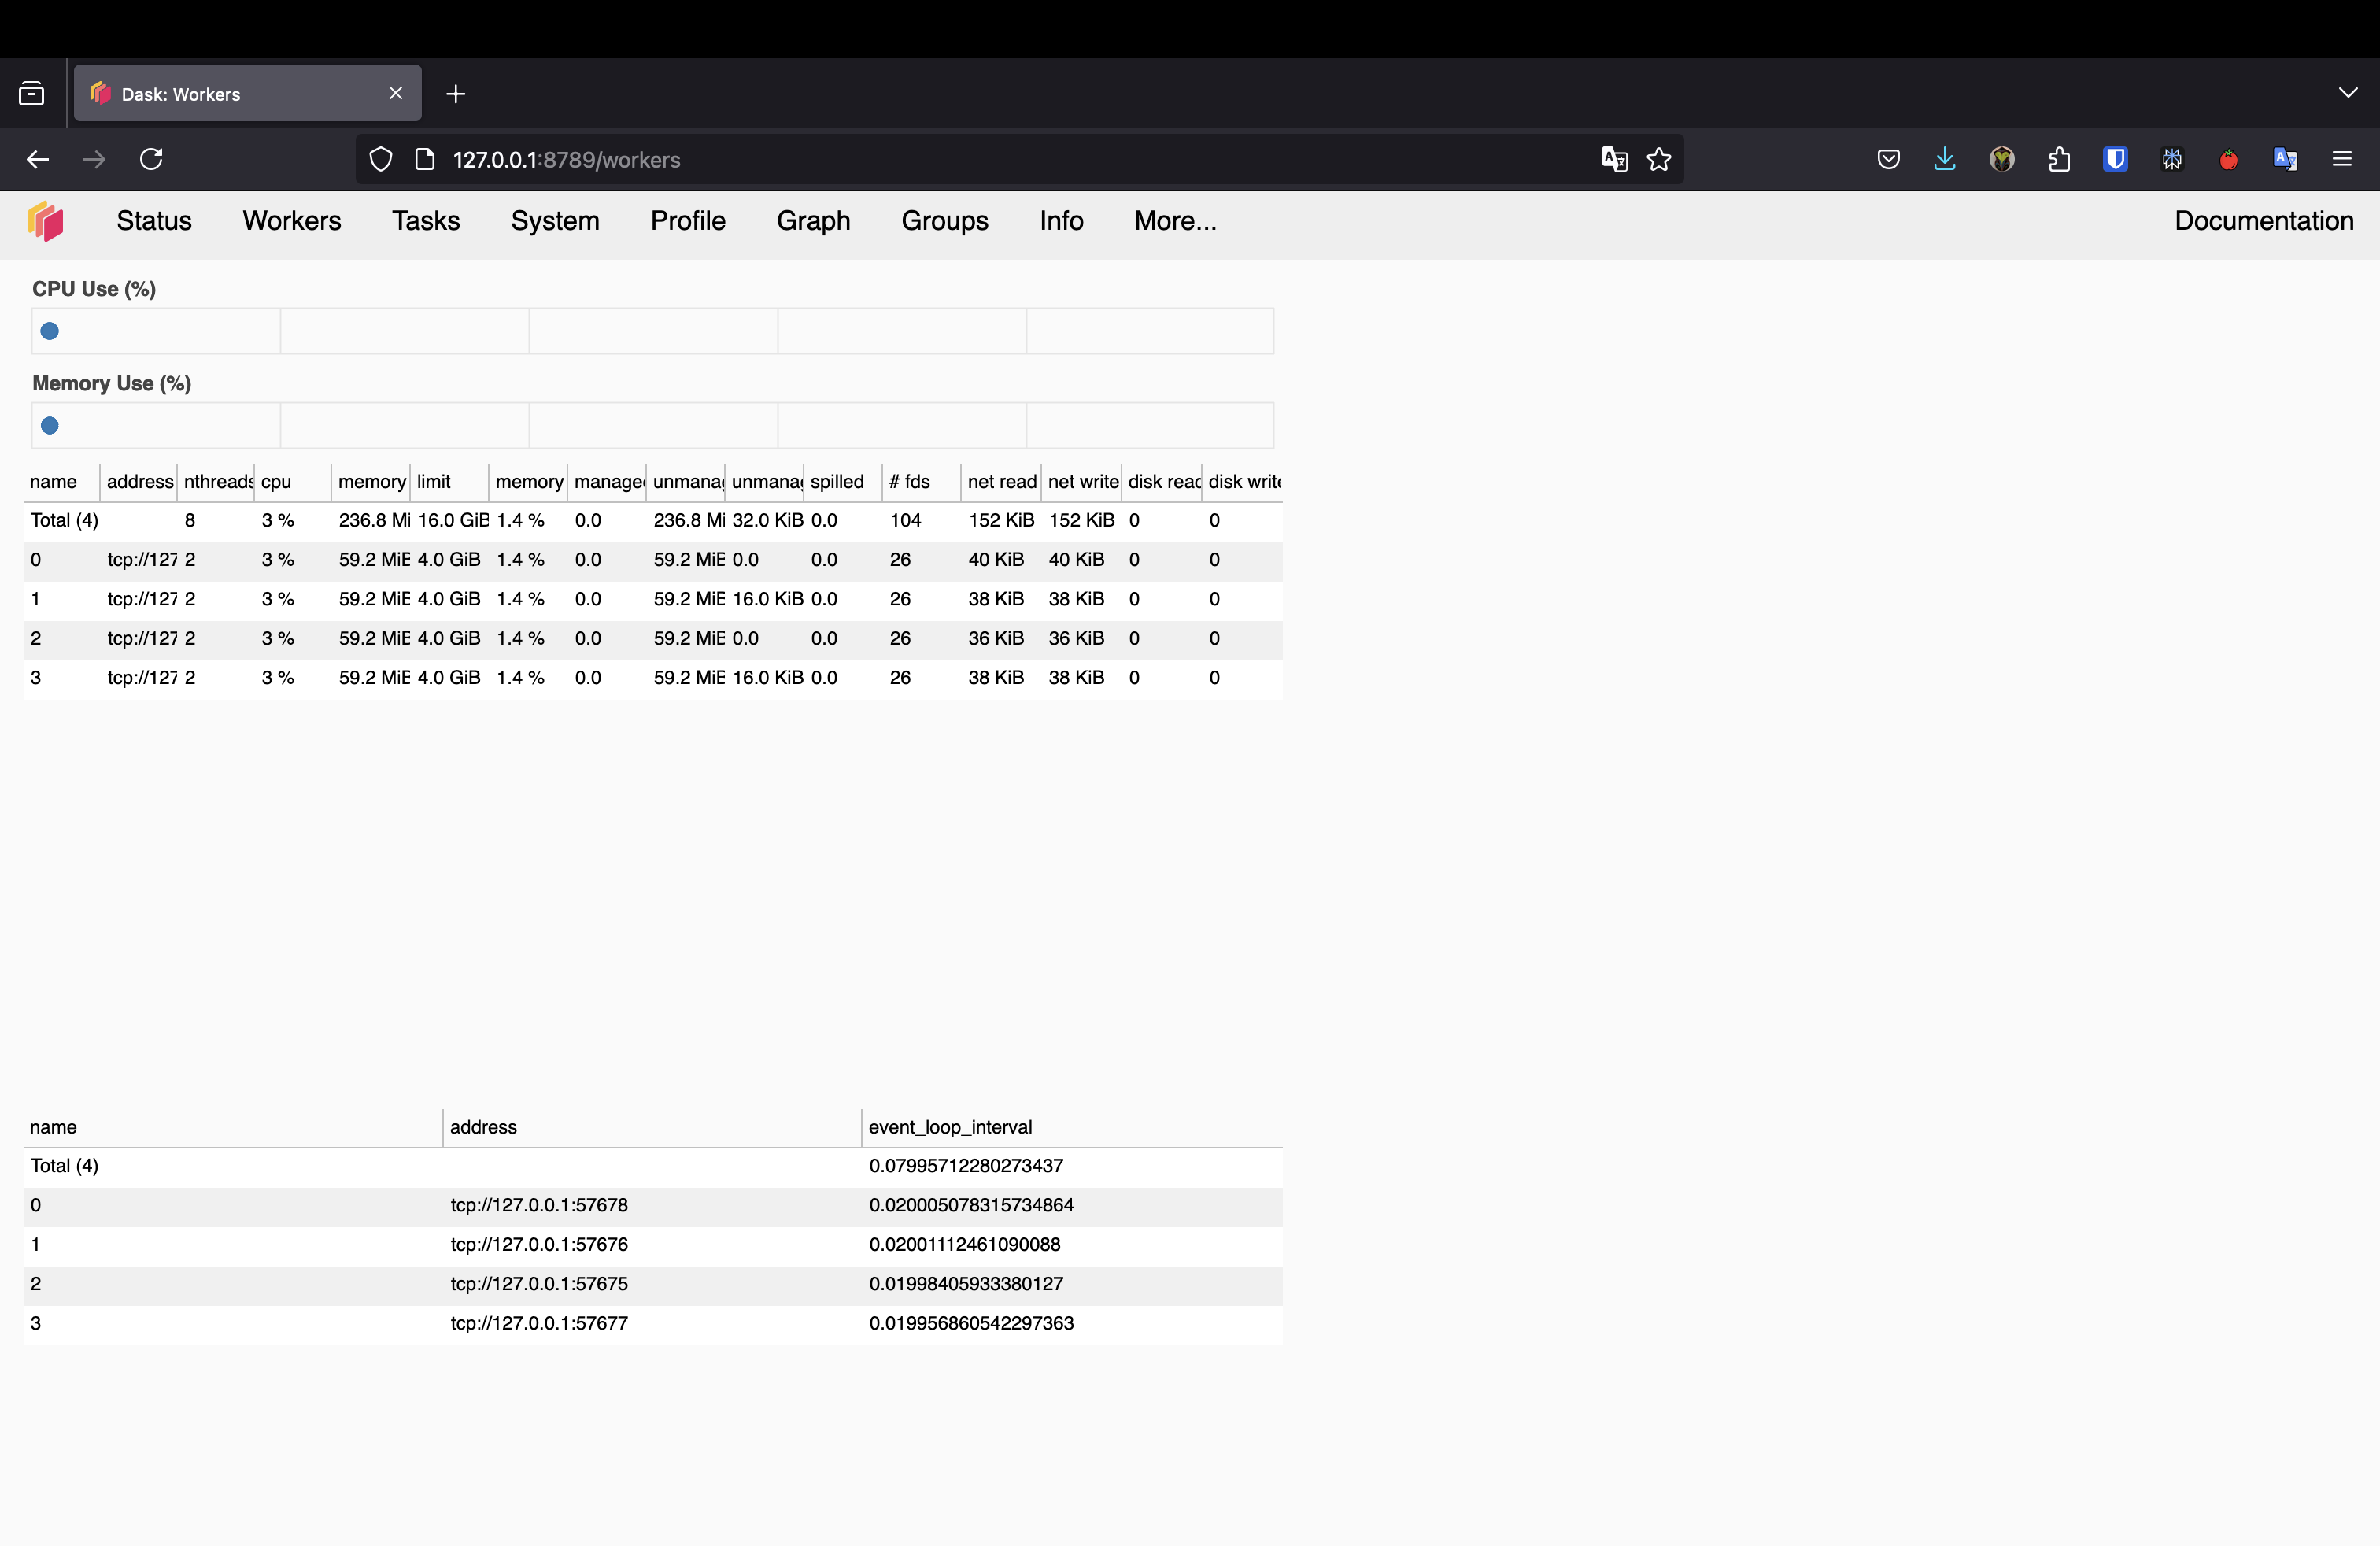 Dask: Workers
127.0.0.1:8789/workers
Status Workers Tasks System Profile Graph Groups Info More... Documentation
CPU Use (%)
Memory Use (%)
name address nthreads cpu memory limit memory manage unmana unmana spilled # fds net read net write disk read disk write
Total (4) 8 3 % 236.8 Mi 16.0 GiB 1.4 % 0.0 236.8 Mi 32.0 KiB 0.0 104 152 KiB 152 KiB 0 0
0 tcp://127 2 3 % 59.2 MiB 4.0 GiB 1.4 % 0.0 59.2 MiB 0.0 0.0 26 40 KiB 40 KiB 0 0
1 tcp://127 2 3 % 59.2 MiB 4.0 GiB 1.4 % 0.0 59.2 MiB 16.0 KiB 0.0 26 38 KiB 38 KiB 0 0
2 tcp://127 2 3 % 59.2 MiB 4.0 GiB 1.4 % 0.0 59.2 MiB 0.0 0.0 26 36 KiB 36 KiB 0 0
3 tcp://127 2 3 % 59.2 MiB 4.0 GiB 1.4 % 0.0 59.2 MiB 16.0 KiB 0.0 26 38 KiB 38 KiB 0 0
name address event_loop_interval
Total (4) 0.07995712280273437
0 tcp://127.0.0.1:57678 0.020005078315734864
1 tcp://127.0.0.1:57676 0.02001112461090088
2 tcp://127.0.0.1:57675 0.01998405933380127
3 tcp://127.0.0.1:57677 0.019956860542297363